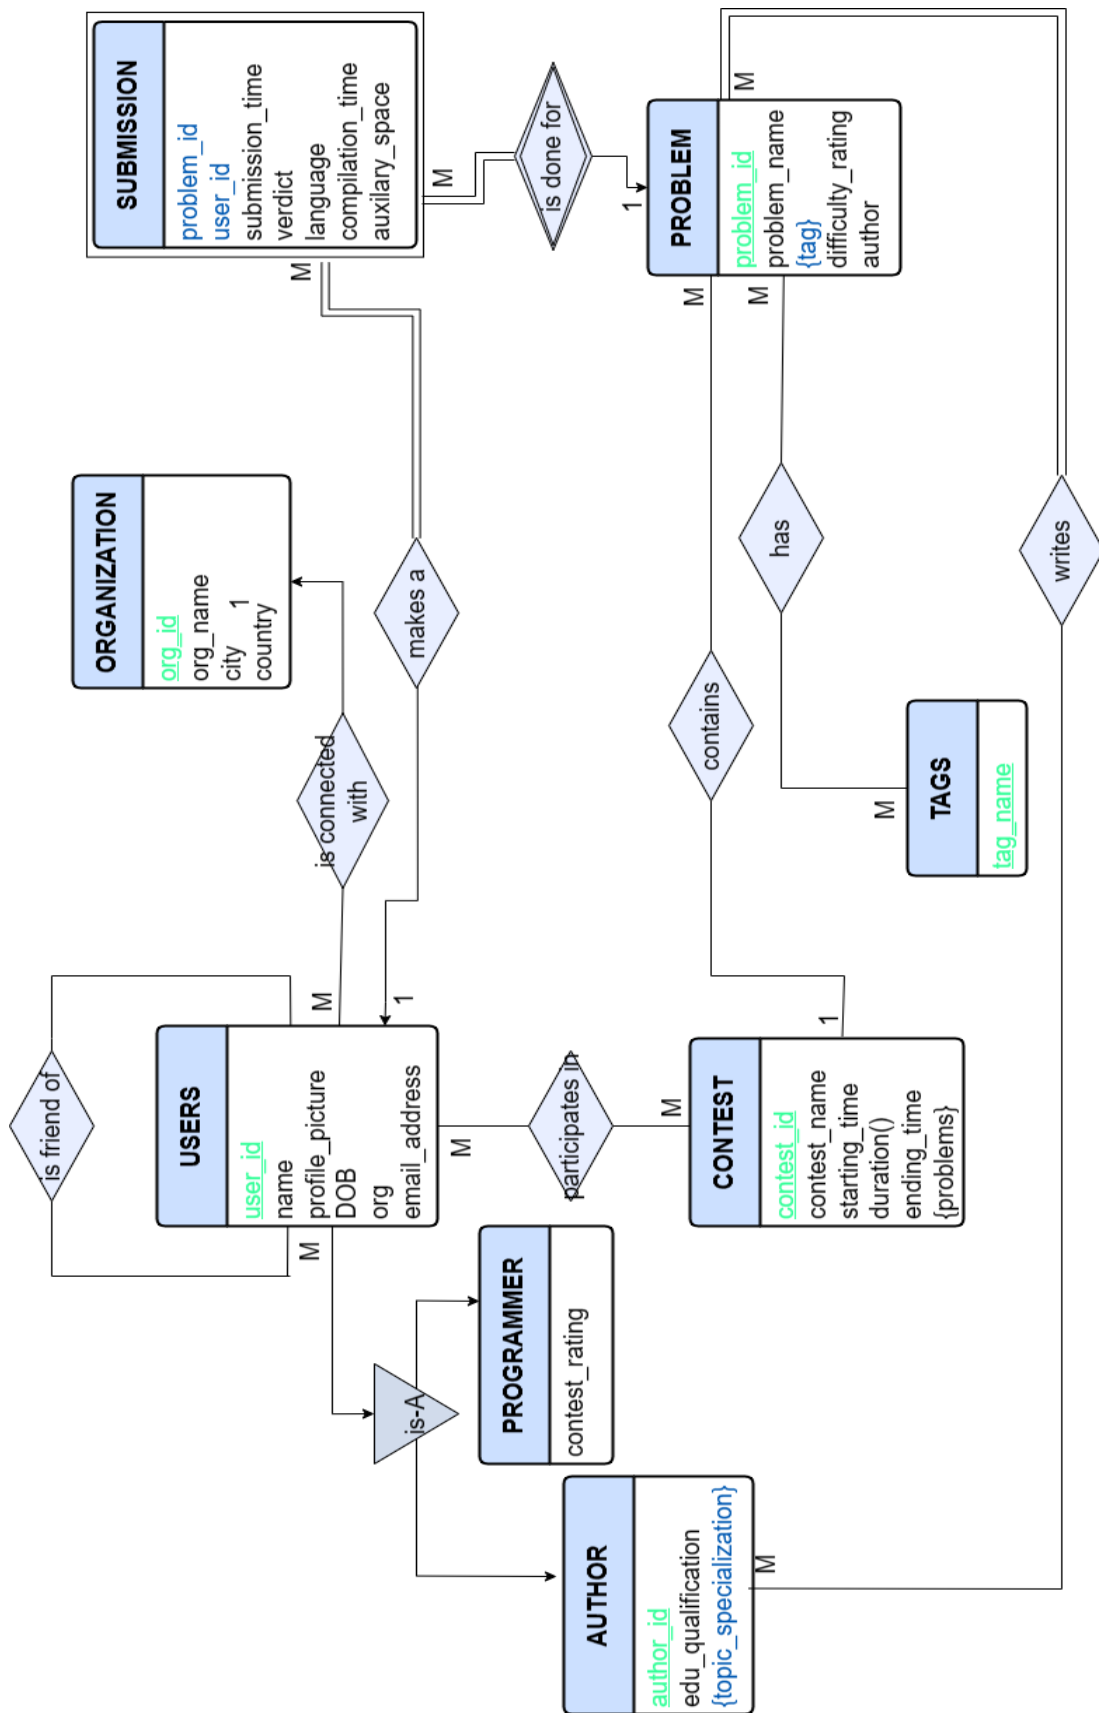 SUBMISSION
problem_id
user_id
submission_time
verdict
language
compilation_time
auxilary_space
M
M
is done for
1
PROBLEM
problem_id
problem_name
{tag}
difficulty_rating
author
M
M
M
ORGANIZATION
org_id
org_name
city 1
country
makes a
is connected
with
has
contains
writes
TAGS
tag_name
M
is friend of
USERS
user_id
name
profile_picture
DOB
org
email_address
M
1
M
M
participates in
M
CONTEST
contest_id
contest_name
starting_time
duration()
ending_time
{problems}
1
is-A
PROGRAMMER
contest_rating
AUTHOR
author_id
edu_qualification
{topic_specialization}
M